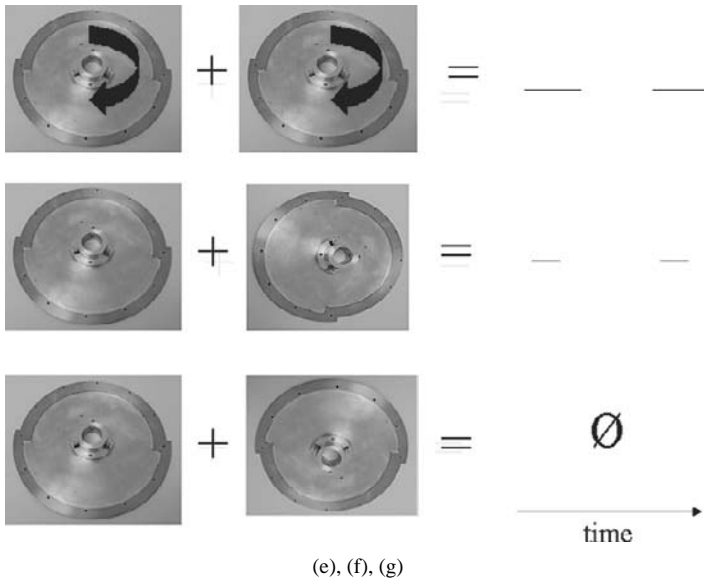 + =
+ =
+ = Ø
time
(e), (f), (g)